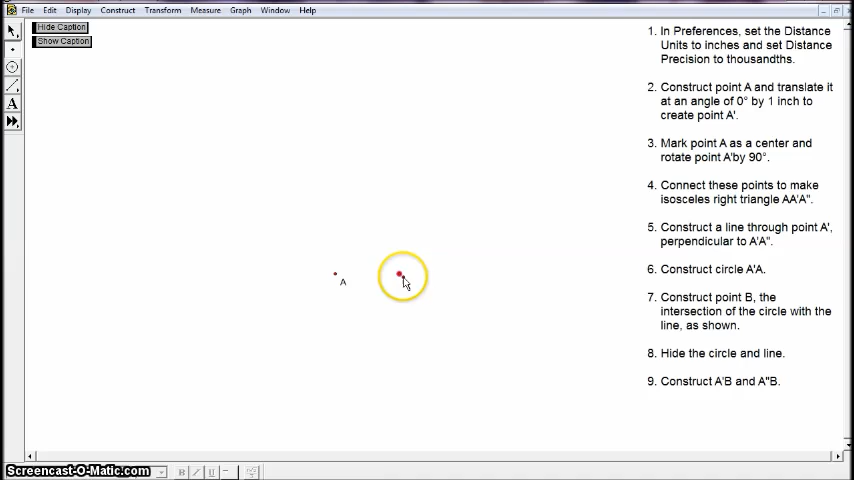 File Edit Display Construct Transform Measure Graph Window Help
Hide Caption
Show Caption
A
A
1. In Preferences, set the Distance
Units to inches and set Distance
Precision to thousandths.
2. Construct point A and translate it
at an angle of 0° by 1 inch to
create point A'.
3. Mark point A as a center and
rotate point A'by 90°.
4. Connect these points to make
isosceles right triangle AA'A".
5. Construct a line through point A',
perpendicular to A'A".
6. Construct circle A'A.
7. Construct point B, the
intersection of the circle with the
line, as shown.
8. Hide the circle and line.
9. Construct A'B and A"B.
Screencast-O-Matic.com
B I U